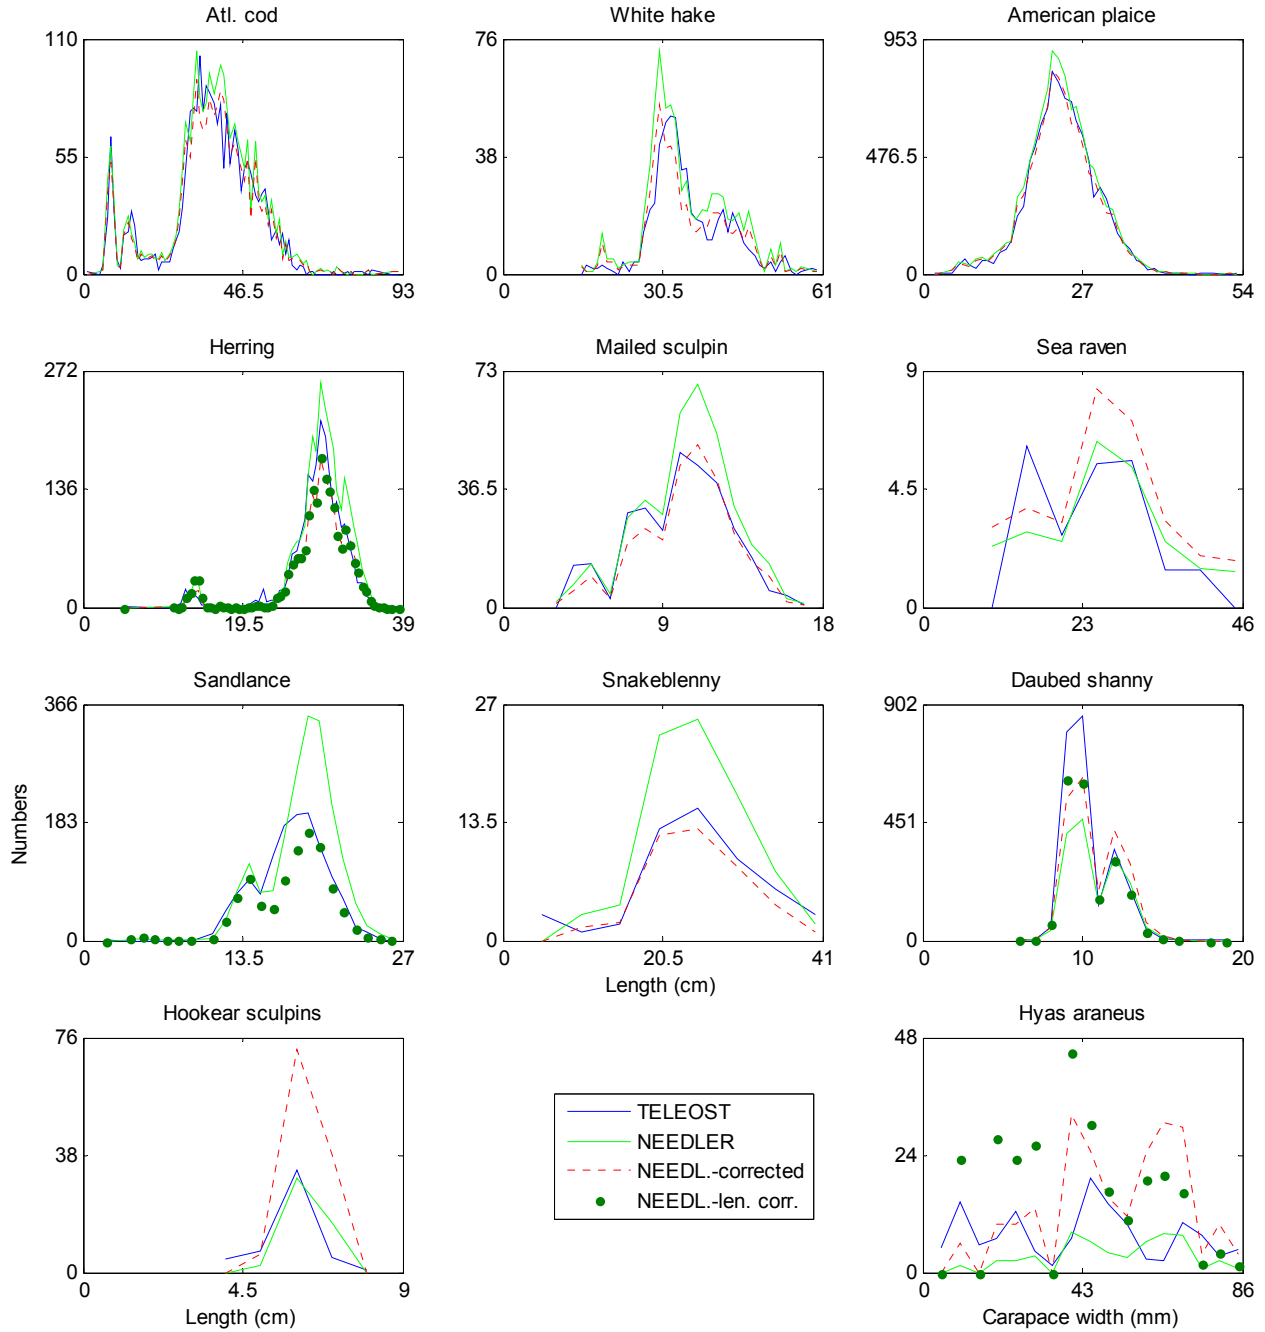 Atl. cod
White hake
American plaice
110
55
0
0 46.5 93
76
38
0
0 30.5 61
953
476.5
0
0 27 54
Herring
Mailed sculpin
Sea raven
272
136
0
0 19.5 39
73
36.5
0
0 9 18
9
4.5
0
0 23 46
Sandlance
Snakeblenny
Daubed shanny
Numbers
366
183
0
0 13.5 27
27
13.5
0
0 20.5 41
Length (cm)
902
451
0
0 10 20
Hookear sculpins
Hyas araneus
76
38
0
0 4.5 9
Length (cm)
TELEOST
NEEDLER
NEEDL.-corrected
NEEDL.-len. corr.
48
24
0
0 43 86
Carapace width (mm)